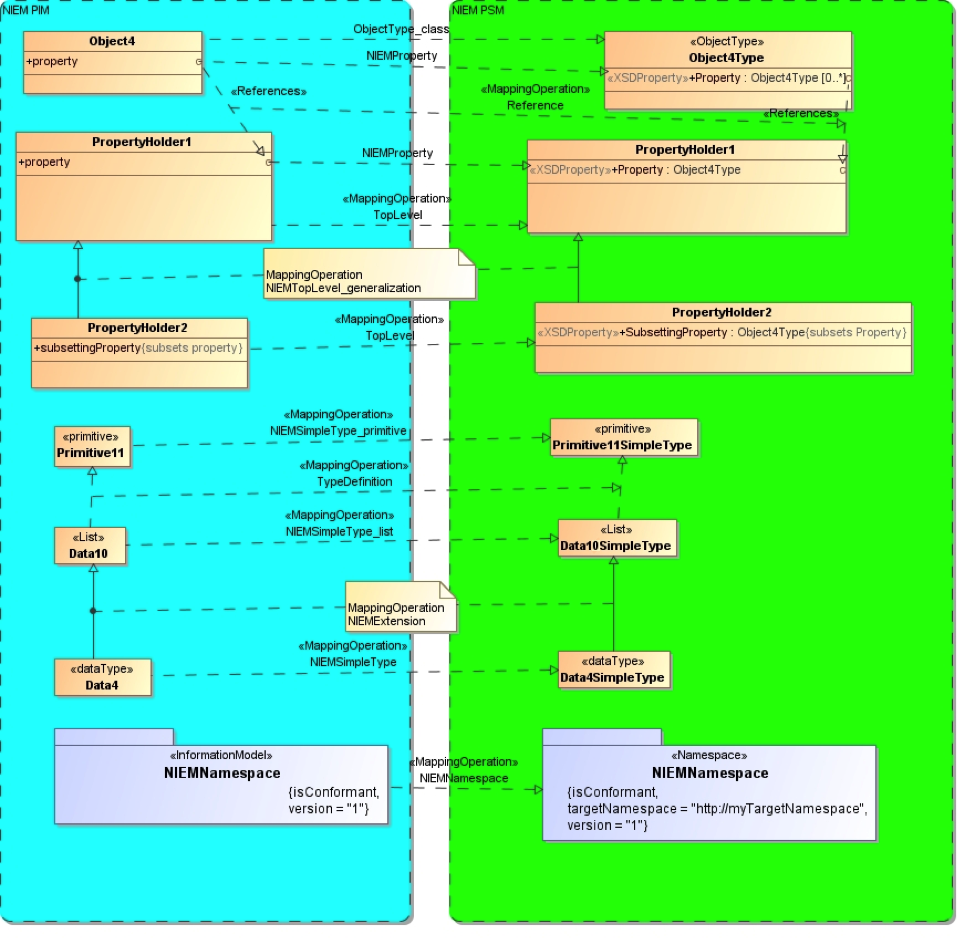 NIEM PIM
NIEM PSM
Object4
+property
ObjectType_class
NIEMProperty
«ObjectType»
Object4Type
«XSDProperty»+Property : Object4Type [0..*]
«References»
«MappingOperation»
Reference
«References»
PropertyHolder1
+property
NIEMProperty
PropertyHolder1
«XSDProperty»+Property : Object4Type
«MappingOperation»
TopLevel
MappingOperation
NIEMTopLevel_generalization
PropertyHolder2
+subsettingProperty{subsets property}
«MappingOperation»
TopLevel
PropertyHolder2
«XSDProperty»+SubsettingProperty : Object4Type{subsets Property}
«primitive»
Primitive11
«MappingOperation»
NIEMSimpleType_primitive
«primitive»
Primitive11SimpleType
«MappingOperation»
TypeDefinition
«List»
Data10
«MappingOperation»
NIEMSimpleType_list
«List»
Data10SimpleType
MappingOperation
NIEMExtension
«dataType»
Data4
«MappingOperation»
NIEMSimpleType
«dataType»
Data4SimpleType
«InformationModel»
NIEMNamespace
{isConformant,
version = "1"}
«MappingOperation»
NIEMNamespace
«Namespace»
NIEMNamespace
{isConformant,
targetNamespace = "http://myTargetNamespace",
version = "1"}